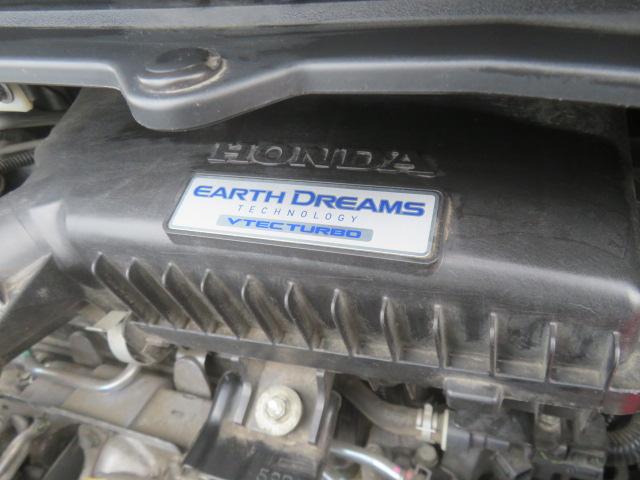 HONDA
EARTH DREAMS
TECHNOLOGY
VTEC TURBO